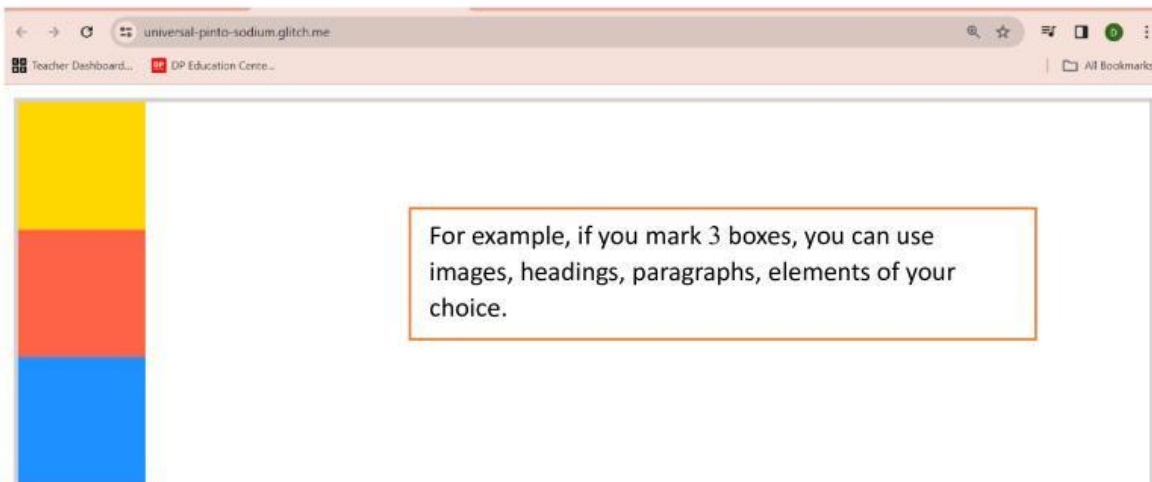 universal-pinto-sodium.glitch.me
Teacher Dashboard... DP DP Education Cente... All Bookmarks
For example, if you mark 3 boxes, you can use
images, headings, paragraphs, elements of your
choice.